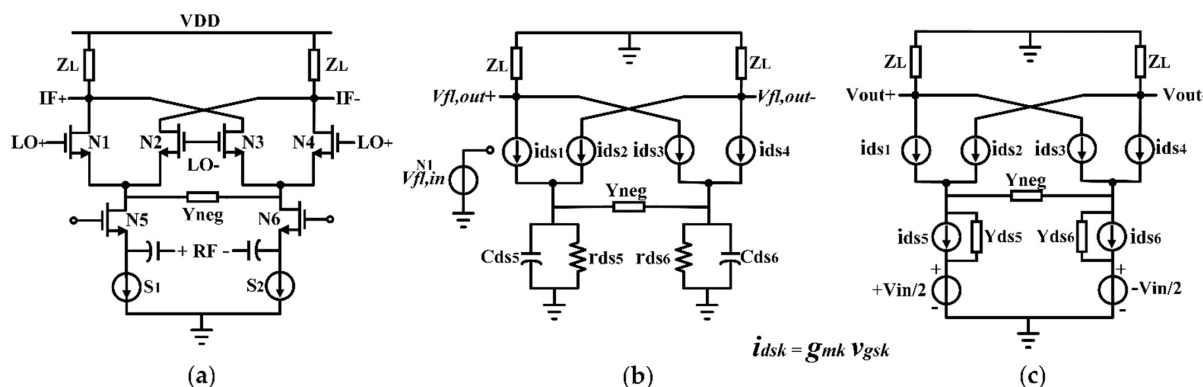 VDD
ZL ZL
IF+ IF-
LO+ N1 N2 N3 N4 LO+
LO-
Yneg
N5 N6
+ RF -
S1 S2
(a)
ZL ZL
Vfl,out+ Vfl,out-
ids1 ids2 ids3 ids4
N1
Vfl,in
Yneg
Cds5 rds5 rds6 Cds6
(b)
ZL ZL
Vout+ Vout-
ids1 ids2 ids3 ids4
Yneg
ids5 Yds5 Yds6 ids6
+ +
+Vin/2 -Vin/2
- -
idsk = gmk vgsk
(c)